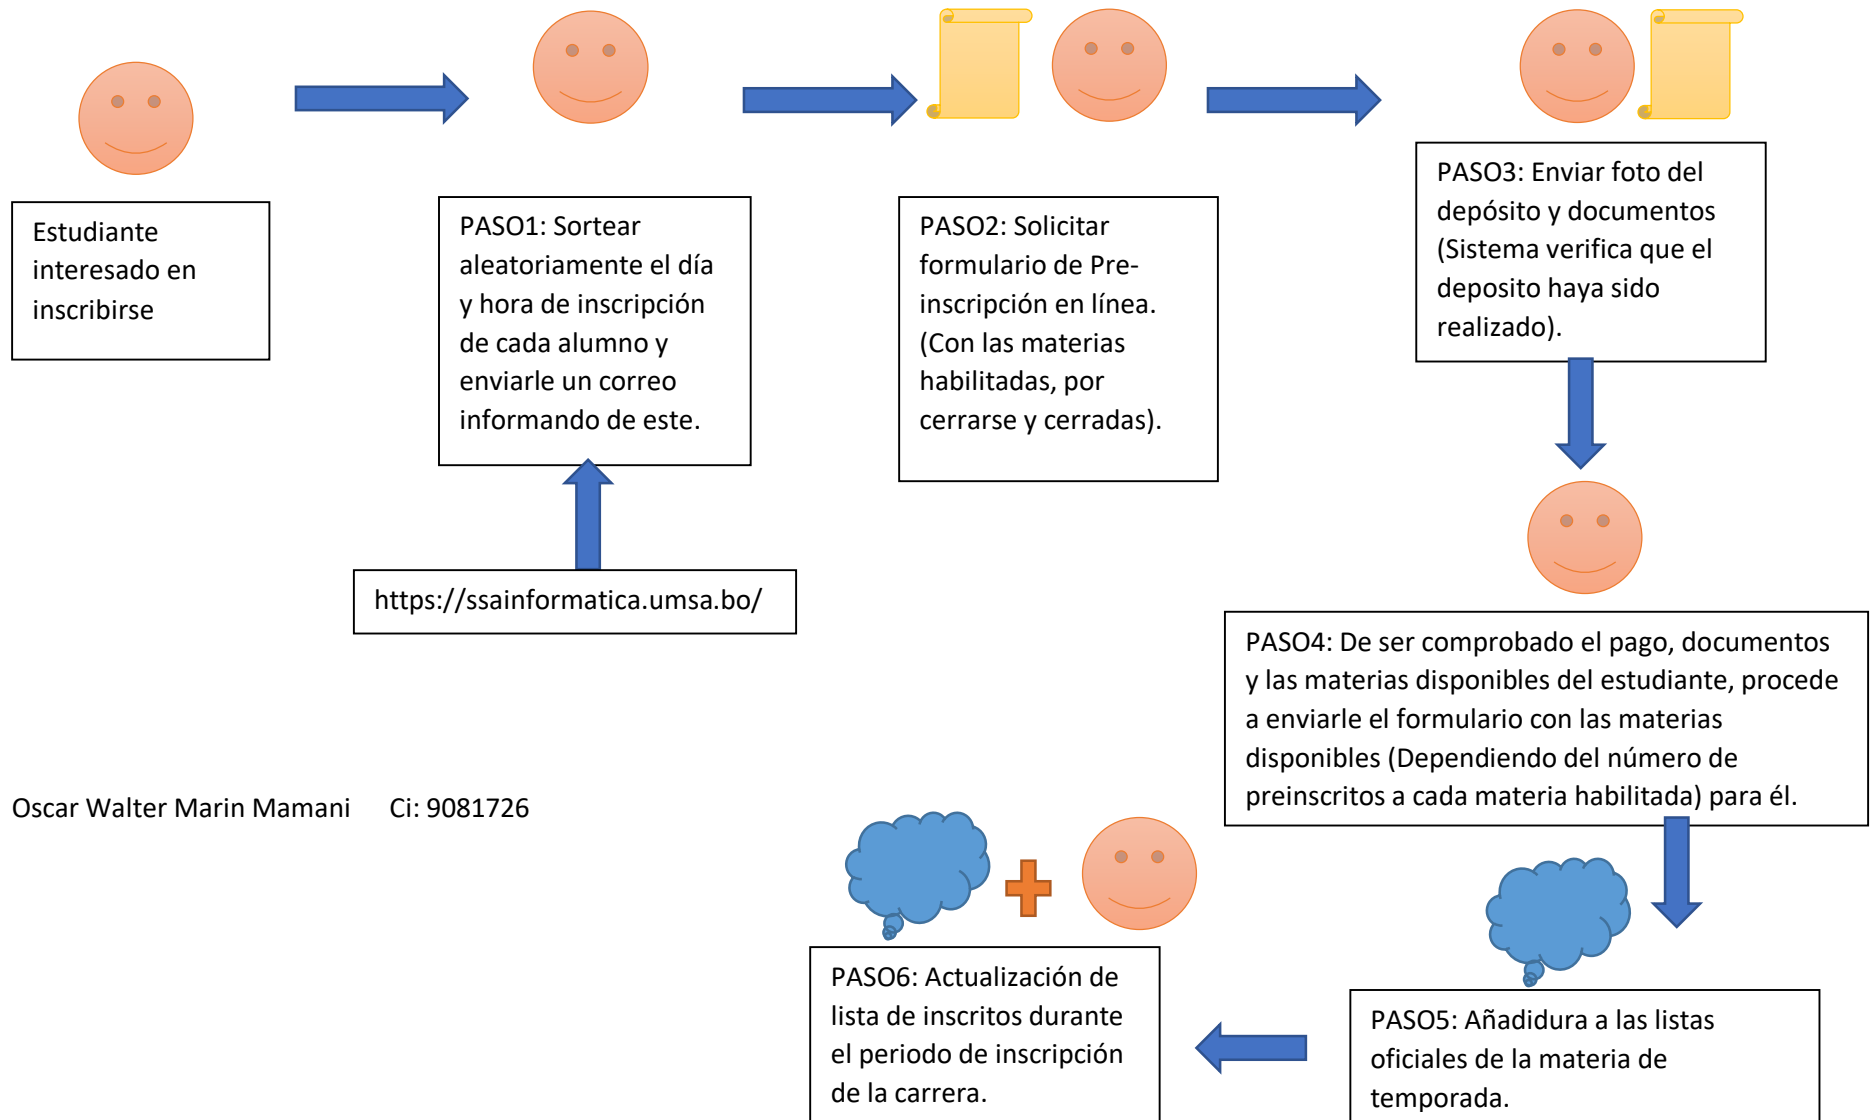 Estudiante
interesado en
inscribirse
PASO1: Sortear
aleatoriamente el día
y hora de inscripción
de cada alumno y
enviarle un correo
informando de este.
https://ssainformatica.umsa.bo/
PASO2: Solicitar
formulario de Pre-
inscripción en línea.
(Con las materias
habilitadas, por
cerrarse y cerradas).
PASO3: Enviar foto del
depósito y documentos
(Sistema verifica que el
deposito haya sido
realizado).
PASO4: De ser comprobado el pago, documentos
y las materias disponibles del estudiante, procede
a enviarle el formulario con las materias
disponibles (Dependiendo del número de
preinscritos a cada materia habilitada) para él.
Oscar Walter Marin Mamani Ci: 9081726
PASO5: Añadidura a las listas
oficiales de la materia de
temporada.
PASO6: Actualización de
lista de inscritos durante
el periodo de inscripción
de la carrera.